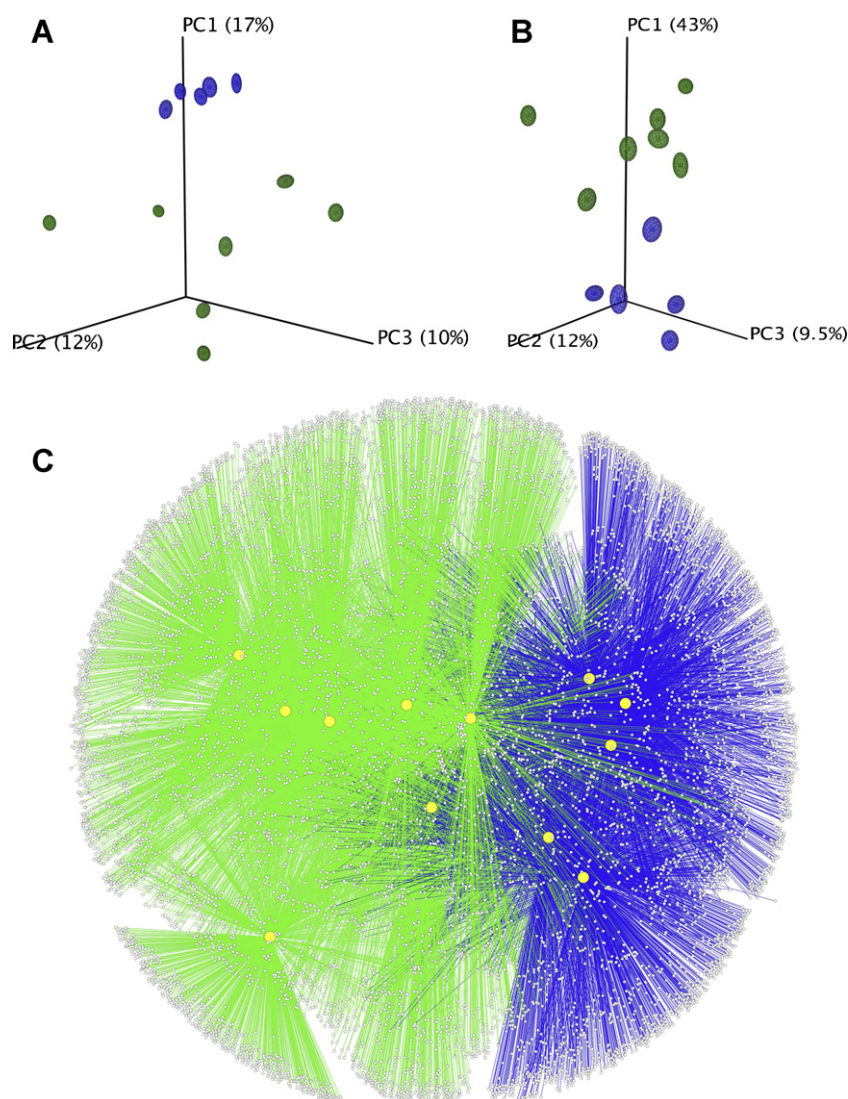 A
PC1 (17%)
PC2 (12%)
PC3 (10%)
B
PC1 (43%)
PC2 (12%)
PC3 (9.5%)
C